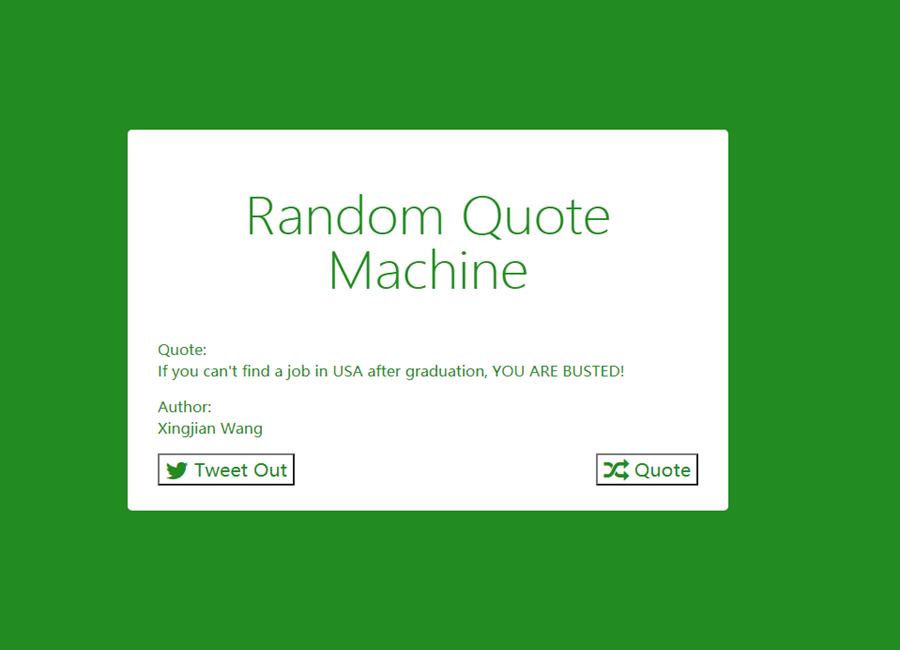 Random Quote
Machine
Quote:
If you can't find a job in USA after graduation, YOU ARE BUSTED!
Author:
Xingjian Wang
Tweet Out
Quote